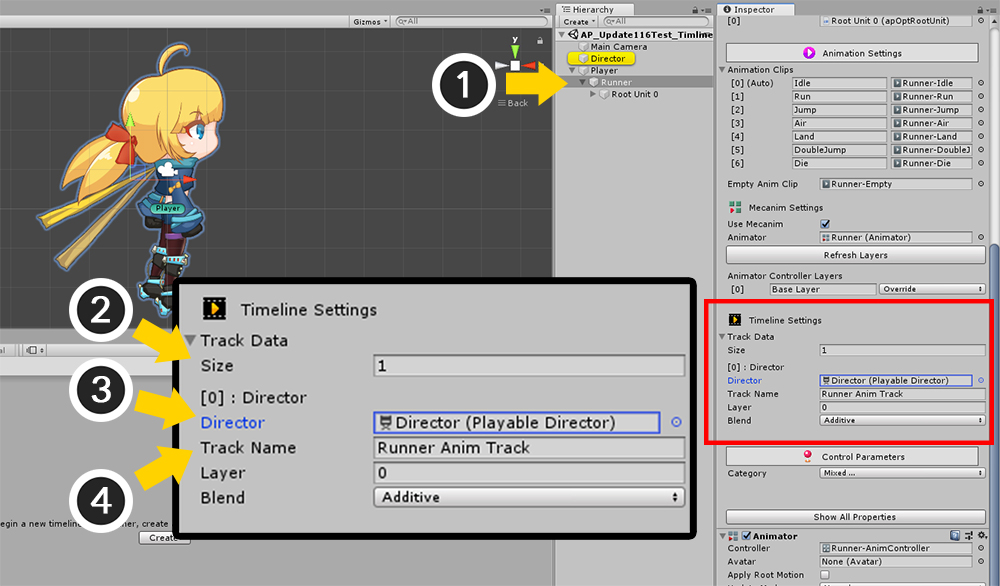 Gizmos
All
y
Back
Player
Hierarchy
Create
All
AP_Update116Test_Timline
Main Camera
Director
Player
Runner
Root Unit 0
1
Inspector
[0] Root Unit 0 (apOptRootUnit)
Animation Settings
Animation Clips
[0] (Auto) Idle Runner-Idle
[1] Run Runner-Run
[2] Jump Runner-Jump
[3] Air Runner-Air
[4] Land Runner-Land
[5] DoubleJump Runner-DoubleJ
[6] Die Runner-Die
Empty Anim Clip Runner-Empty
Mecanim Settings
Use Mecanim
Animator Runner (Animator)
Refresh Layers
Animator Controller Layers
[0] Base Layer Override
Timeline Settings
Track Data
Size 1
[0] : Director
Director Director (Playable Director)
Track Name Runner Anim Track
Layer 0
Blend Additive
Control Parameters
Category Mixed ...
Show All Properties
Animator
Controller Runner-AnimController
Avatar None (Avatar)
Apply Root Motion
2
3
4
Timeline Settings
Track Data
Size 1
[0] : Director
Director Director (Playable Director)
Track Name Runner Anim Track
Layer 0
Blend Additive
egin a new timeline
ner, create
Create